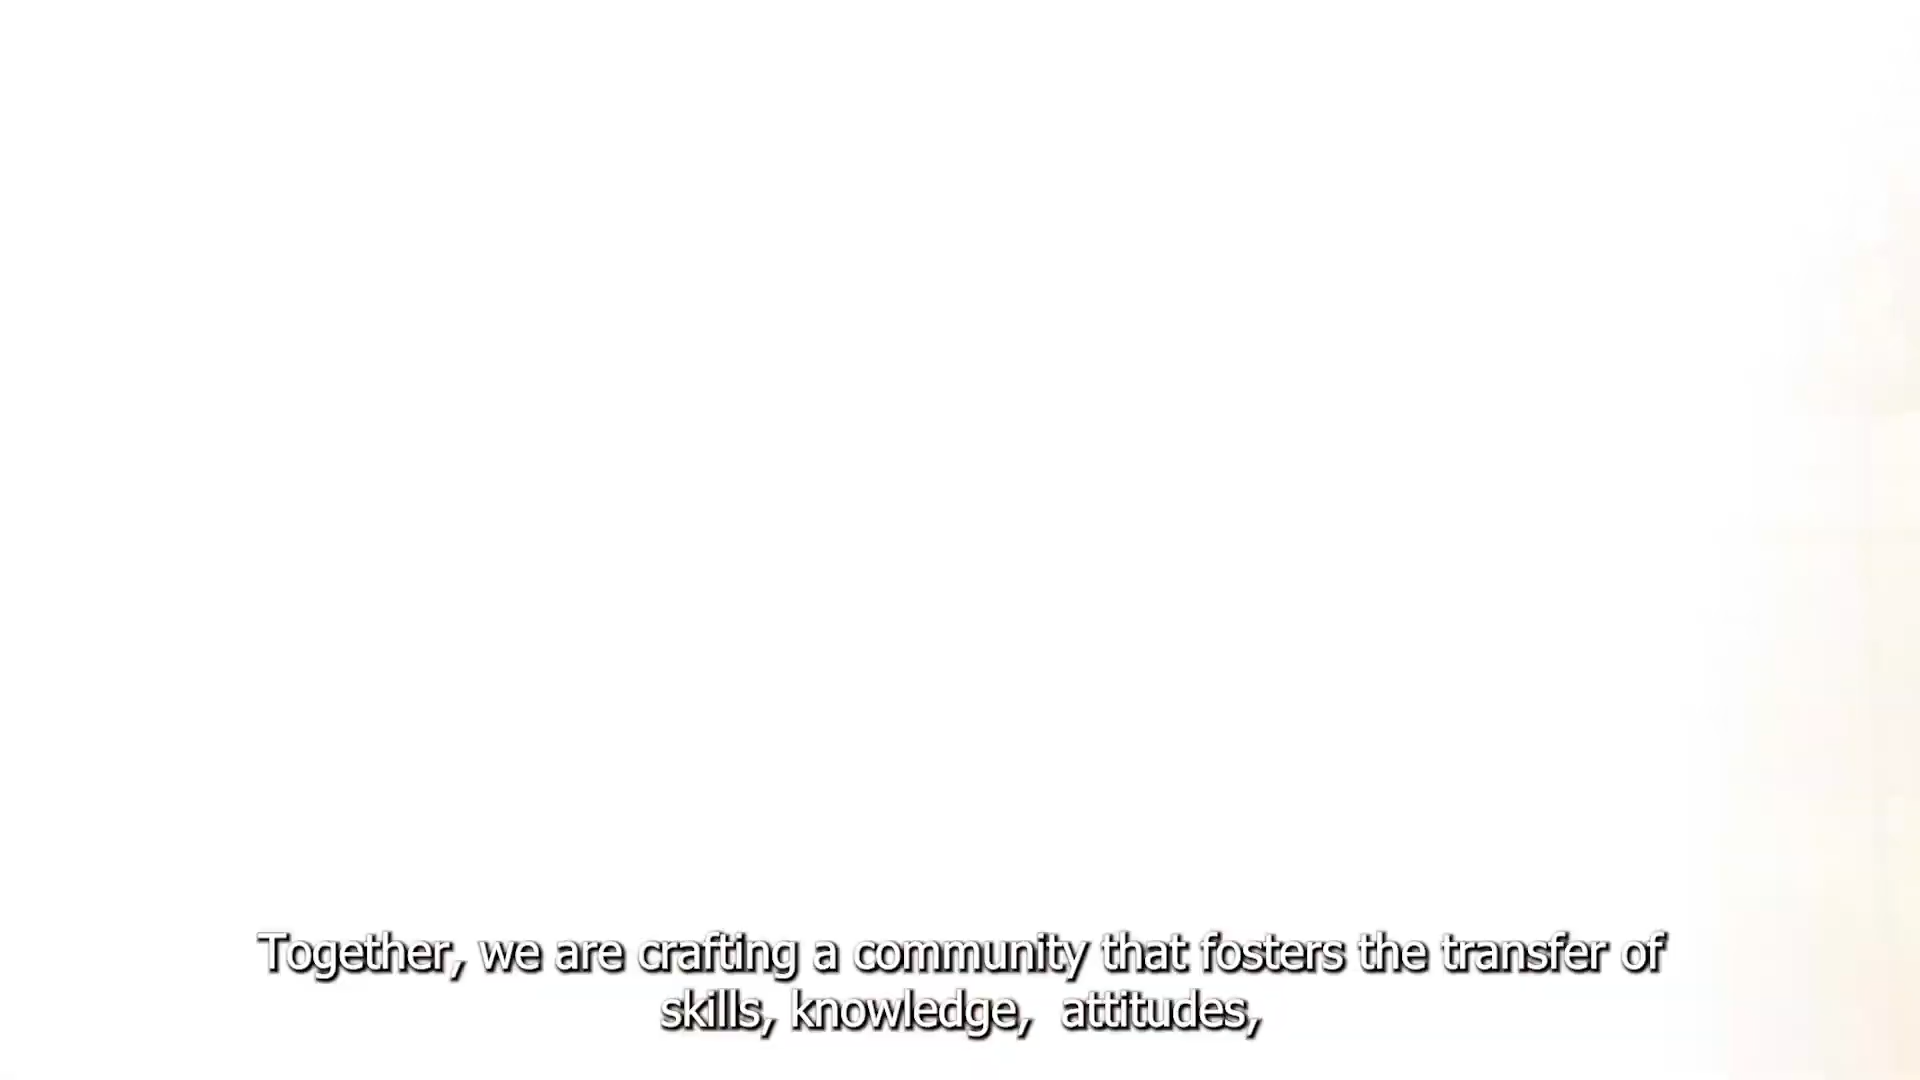 Together, we are crafting a community that fosters the transfer of
skills, knowledge,  attitudes,